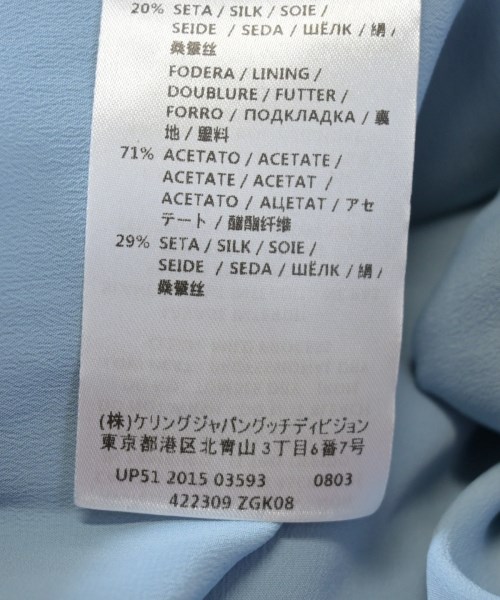 20% SETA / SILK / SOIE /
SEIDE / SEDA / ШЁЛК / 絹 /
桑蠶丝
FODERA / LINING /
DOUBLURE / FUTTER /
FORRO / ПОДКЛАДКА / 裏
地 / 里料
71% ACETATO / ACETATE /
ACETATE / ACETAT /
ACETATO / АЦЕТАТ / アセ
テート / 醋酯纤维
29% SETA / SILK / SOIE /
SEIDE / SEDA / ШЁЛК / 絹 /
桑蠶丝
(株)ケリングジャパングッチディビジョン
東京都港区北青山 3丁目6番7号
UP51 2015 03593 0803
422309 ZGK08